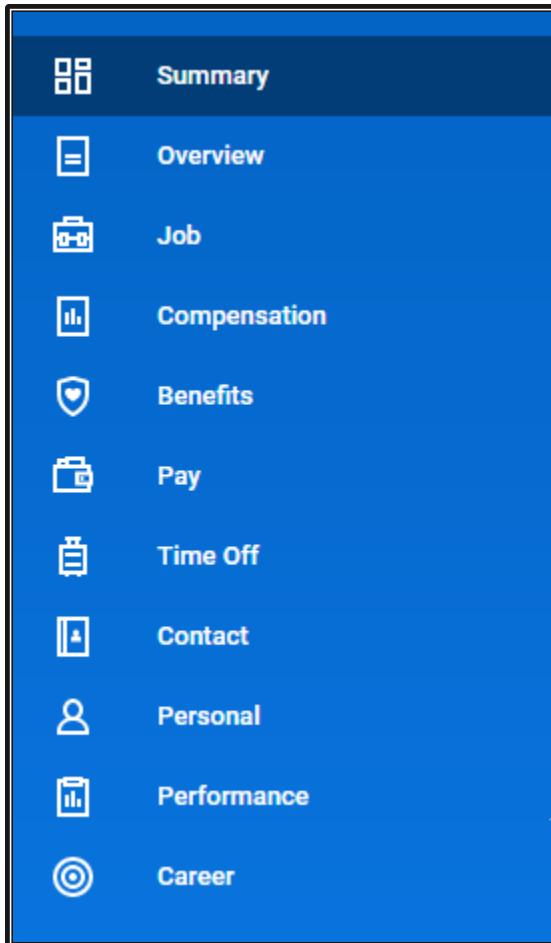 Summary
Overview
Job
Compensation
Benefits
Pay
Time Off
Contact
Personal
Performance
Career